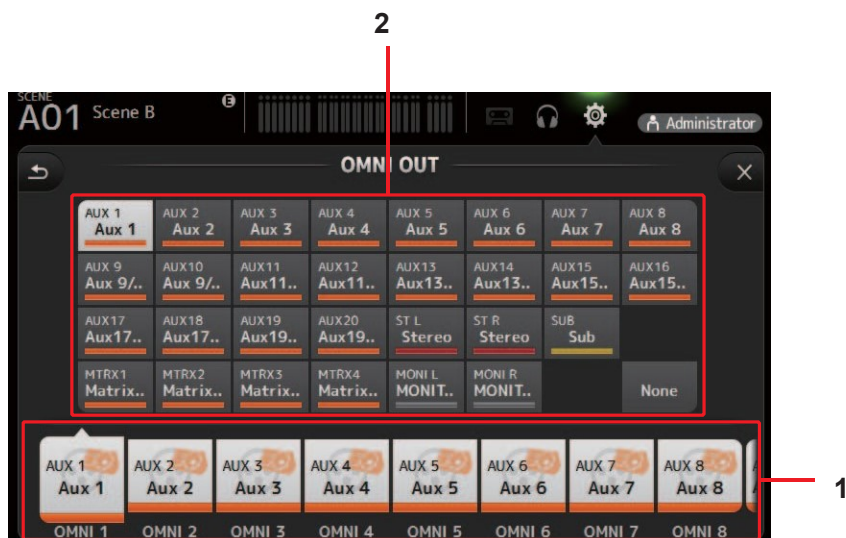 2
SCENE
A01 Scene B E Administrator
OMNI OUT
AUX 1 AUX 2 AUX 3 AUX 4 AUX 5 AUX 6 AUX 7 AUX 8
Aux 1 Aux 2 Aux 3 Aux 4 Aux 5 Aux 6 Aux 7 Aux 8
AUX 9 AUX10 AUX11 AUX12 AUX13 AUX14 AUX15 AUX16
Aux 9/.. Aux 9/.. Aux11.. Aux11.. Aux13.. Aux13.. Aux15.. Aux15..
AUX17 AUX18 AUX19 AUX20 ST L ST R SUB
Aux17.. Aux17.. Aux19.. Aux19.. Stereo Stereo Sub
MTRX1 MTRX2 MTRX3 MTRX4 MONI L MONI R
Matrix.. Matrix.. Matrix.. Matrix.. MONIT.. MONIT.. None
AUX 1 AUX 2 AUX 3 AUX 4 AUX 5 AUX 6 AUX 7 AUX 8
Aux 1 Aux 2 Aux 3 Aux 4 Aux 5 Aux 6 Aux 7 Aux 8
1
OMNI 1 OMNI 2 OMNI 3 OMNI 4 OMNI 5 OMNI 6 OMNI 7 OMNI 8